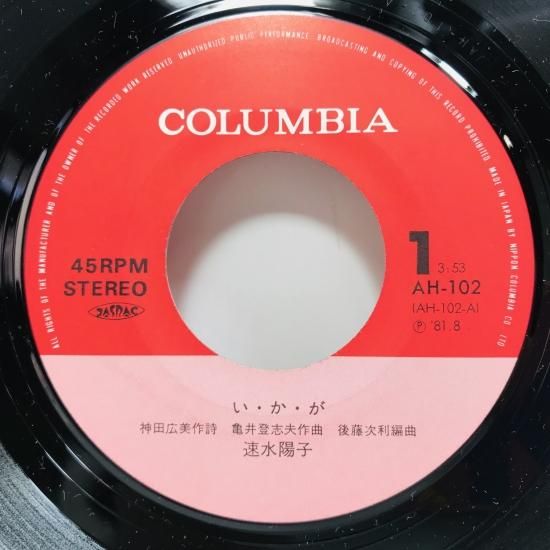 ALL RIGHTS OF THE MANUFACTURER AND OF THE OWNER OF THE RECORDED WORK RESERVED. UNAUTHORIZED PUBLIC PERFORMANCE, BROADCASTING AND COPYING OF THIS RECORD PROHIBITED. MADE IN JAPAN BY NIPPON COLUMBIA CO. LTD
COLUMBIA
45RPM
STEREO
JASRAC
1 3:53
AH-102
(AH-102-A)
Ⓟ '81.8
い・か・が
神田広美作詩 亀井登志夫作曲 後藤次利編曲
速水陽子